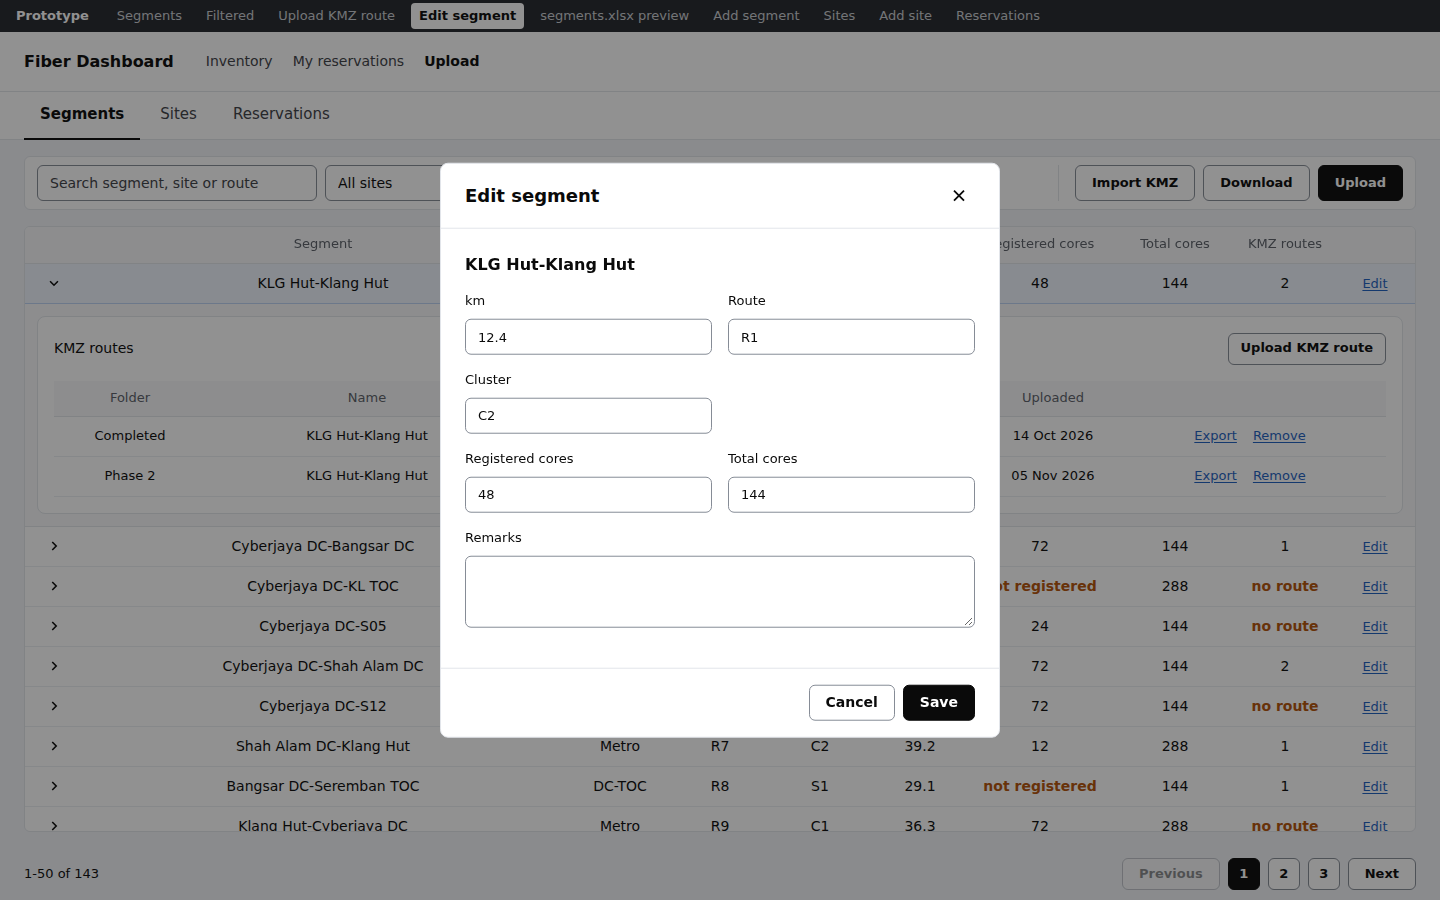 Prototype Segments Filtered Upload KMZ route Edit segment segments.xlsx preview Add segment Sites Add site Reservations
Fiber Dashboard Inventory My reservations Upload
Segments Sites Reservations
Search segment, site or route All sites Import KMZ Download Upload
Segment Total cores KMZ routes
KLG Hut-Klang Hut 48 144 2 Edit
KMZ routes Upload KMZ route
Folder Name Uploaded
Completed KLG Hut-Klang Hut 14 Oct 2026 Export Remove
Phase 2 KLG Hut-Klang Hut 05 Nov 2026 Export Remove
Cyberjaya DC-Bangsar DC 72 144 1 Edit
Cyberjaya DC-KL TOC registered 288 no route Edit
Cyberjaya DC-S05 24 144 no route Edit
Cyberjaya DC-Shah Alam DC 72 144 2 Edit
Cyberjaya DC-S12 72 144 no route Edit
Shah Alam DC-Klang Hut Metro R7 C2 39.2 12 288 1 Edit
Bangsar DC-Seremban TOC DC-TOC R8 S1 29.1 not registered 144 1 Edit
Klang Hut-Cyberjaya DC Metro R9 C1 36.3 72 288 no route Edit
1-50 of 143 Previous 1 2 3 Next
Edit segment
KLG Hut-Klang Hut
km Route
12.4 R1
Cluster
C2
Registered cores Total cores
48 144
Remarks
Cancel Save